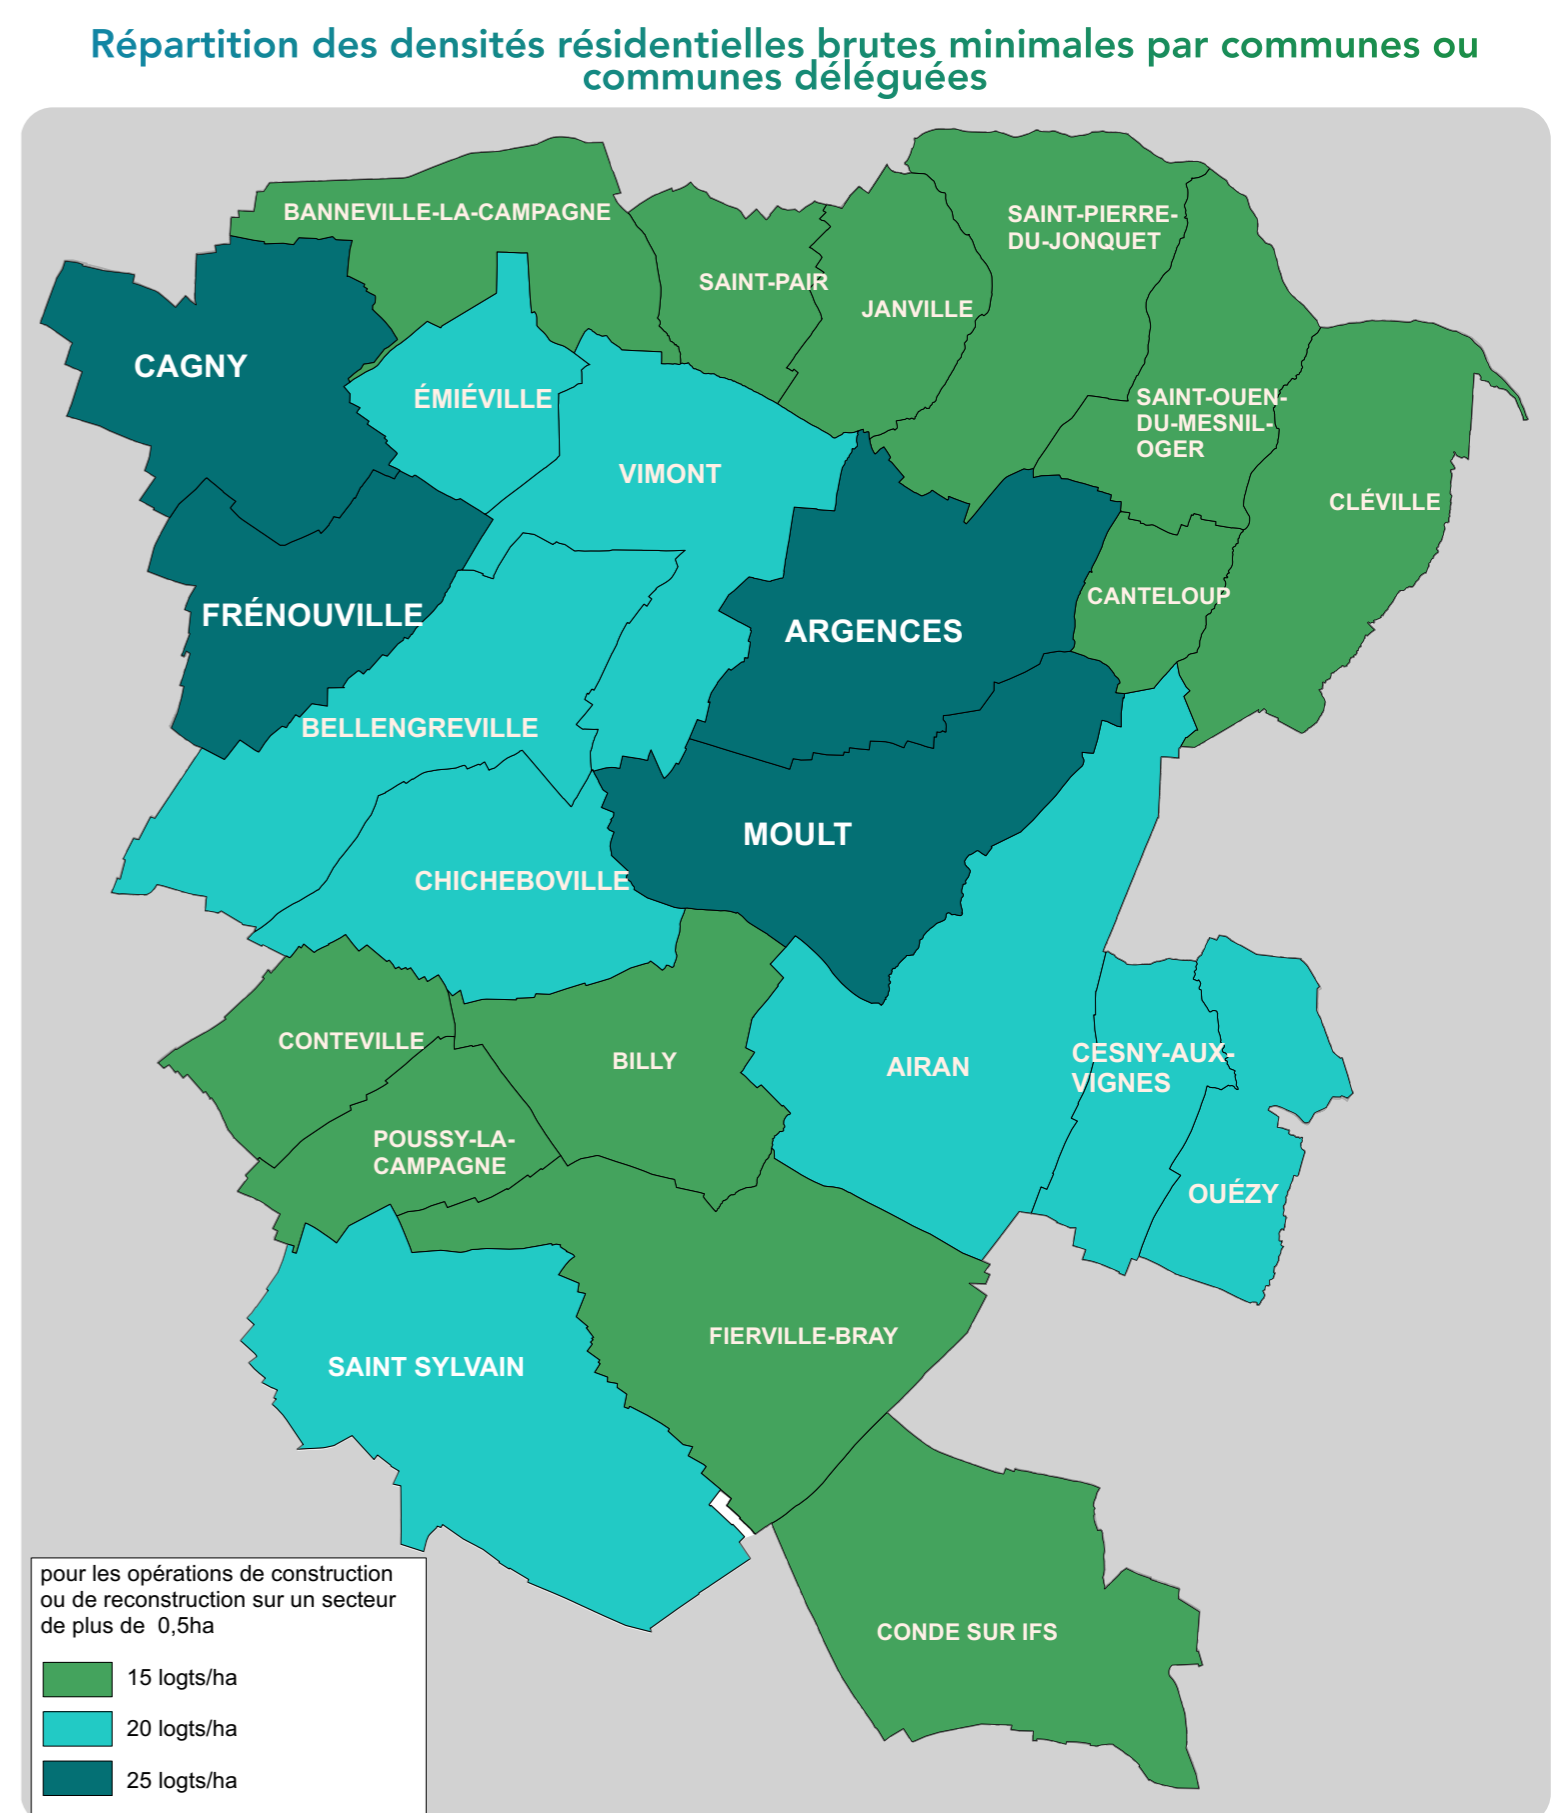 Répartition des densités résidentielles brutes minimales par communes ou
communes déléguées
BANNEVILLE-LA-CAMPAGNE
SAINT-PIERRE-
DU-JONQUET
SAINT-PAIR
JANVILLE
CAGNY
ÉMIÉVILLE
SAINT-OUEN-
DU-MESNIL-
OGER
VIMONT
CLÉVILLE
CANTELOUP
FRÉNOUVILLE
ARGENCES
BELLENGREVILLE
MOULT
CHICHEBOVILLE
CONTEVILLE
BILLY
AIRAN
CESNY-AUX-
VIGNES
POUSSY-LA-
CAMPAGNE
OUÉZY
FIERVILLE-BRAY
SAINT SYLVAIN
CONDE SUR IFS
pour les opérations de construction
ou de reconstruction sur un secteur
de plus de  0,5ha
15 logts/ha
20 logts/ha
25 logts/ha